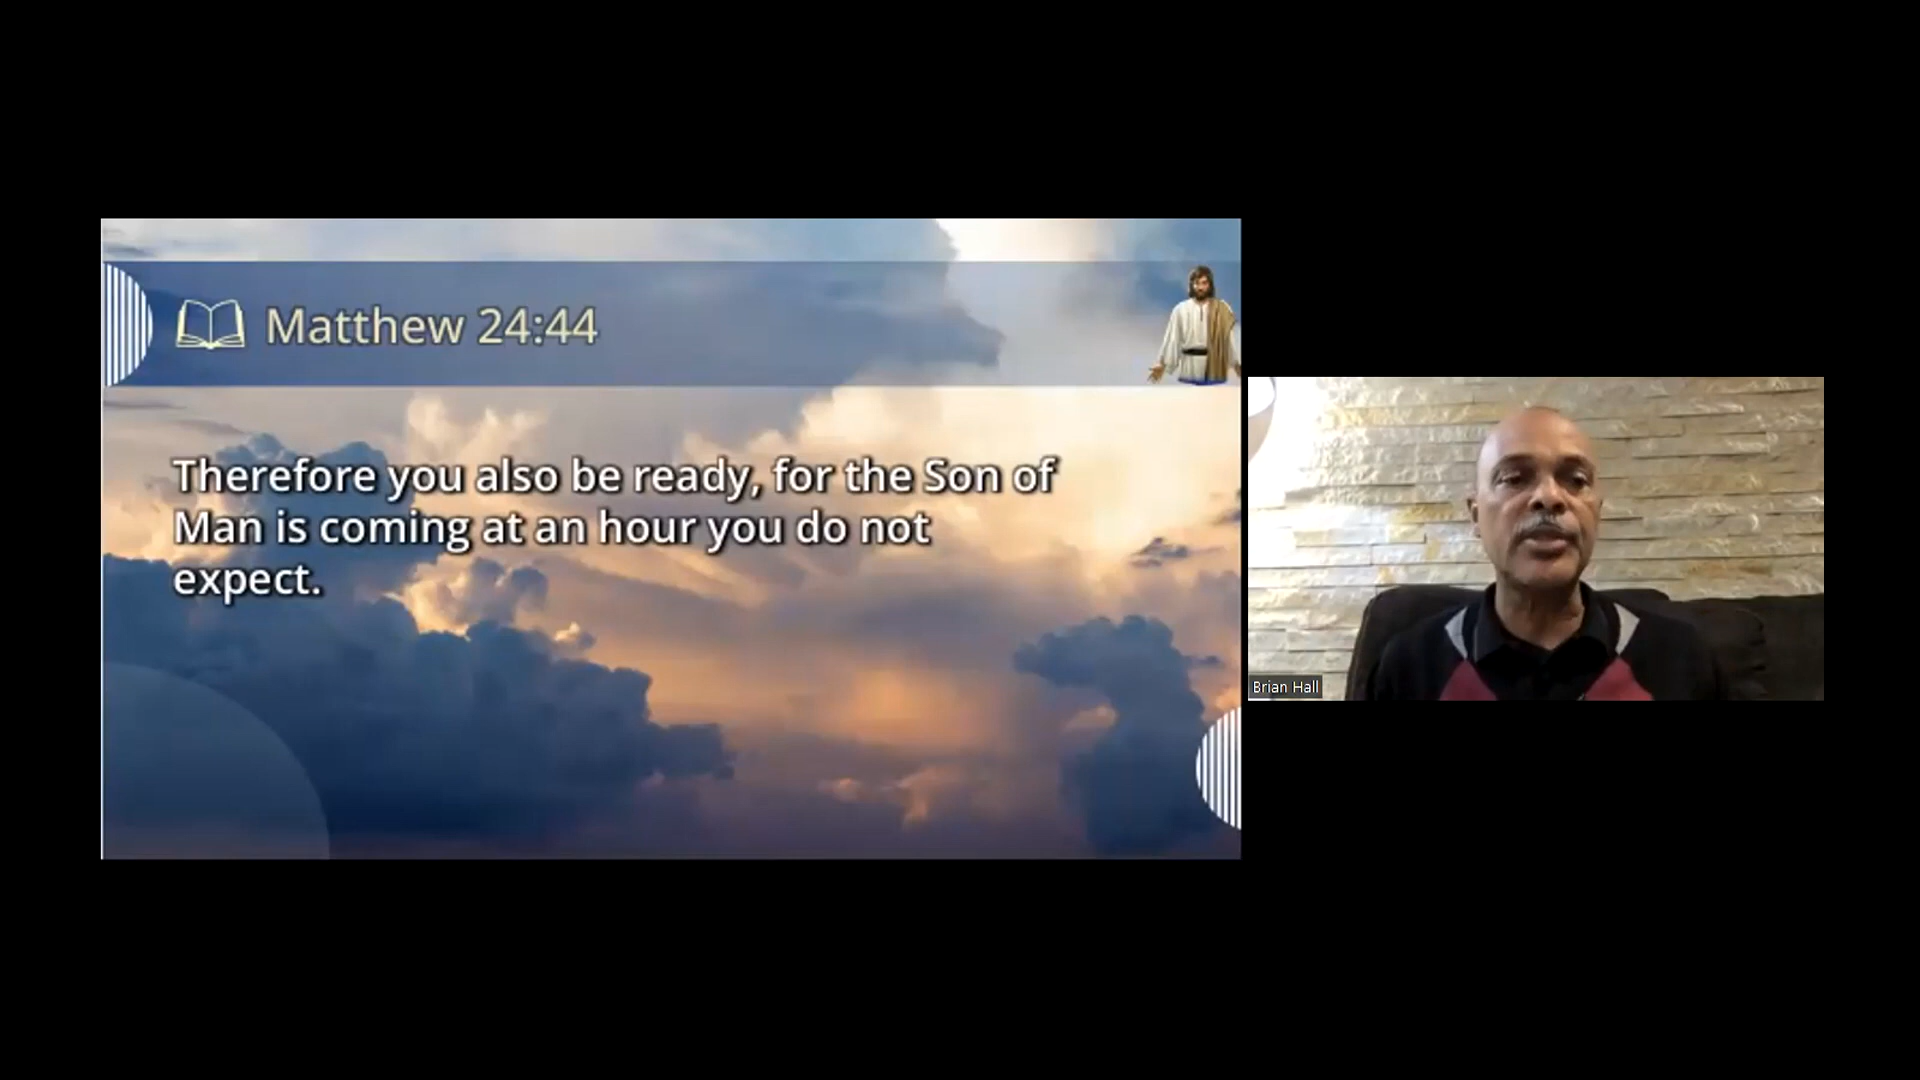 Matthew 24:44
Therefore you also be ready, for the Son of
Man is coming at an hour you do not
expect.
Brian Hall